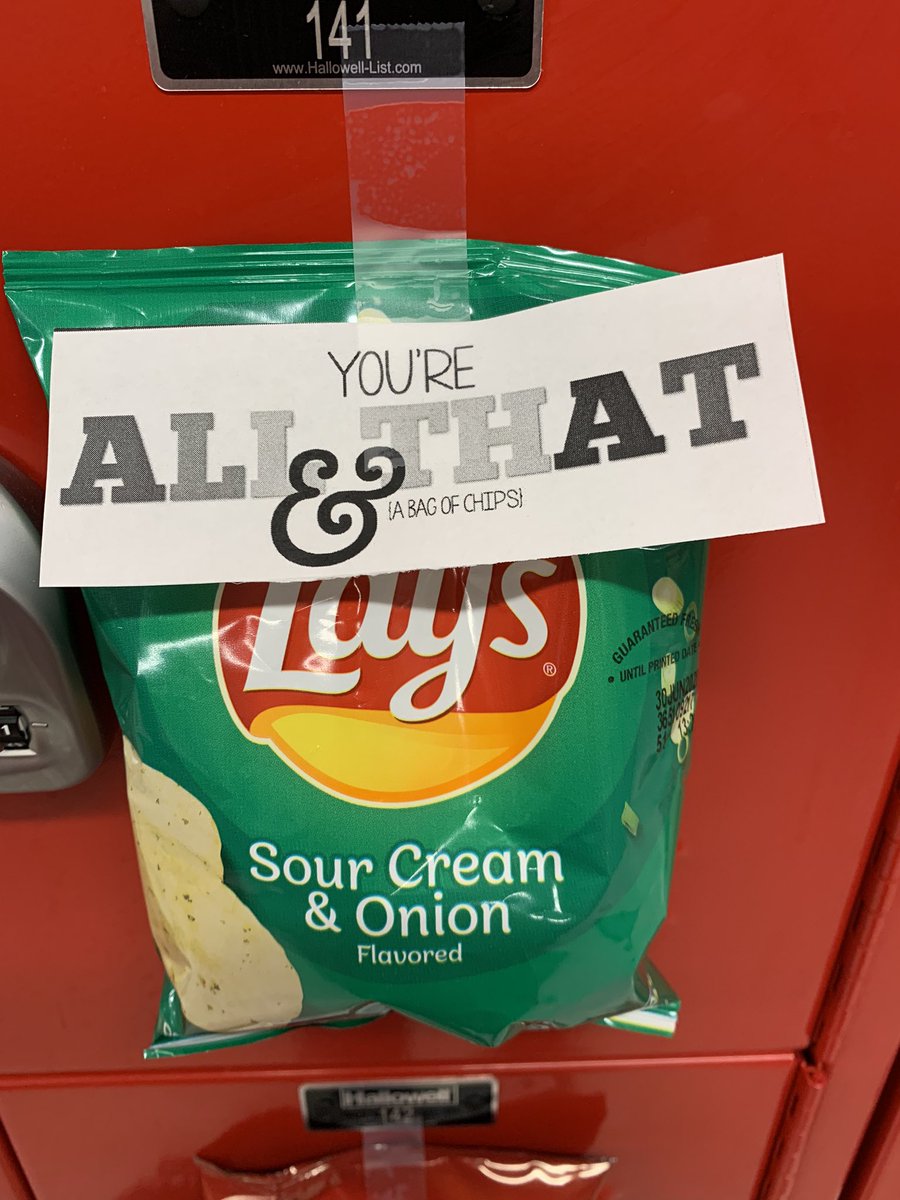 141
www.Hallowell-List.com
YOU'RE
ALL THAT
&
{A BAG OF CHIPS}
Lay's
®
Sour Cream
& Onion
Flavored
GUARANTEED
• UNTIL PRINTED DATE
1
Hallowell
142